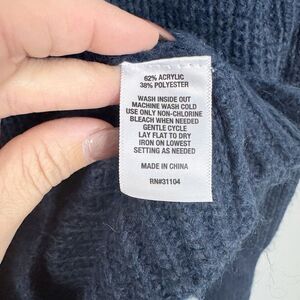 62% ACRYLIC
38% POLYESTER
WASH INSIDE OUT
MACHINE WASH COLD
USE ONLY NON-CHLORINE
BLEACH WHEN NEEDED
GENTLE CYCLE
LAY FLAT TO DRY
IRON ON LOWEST
SETTING AS NEEDED
MADE IN CHINA
RN#31104